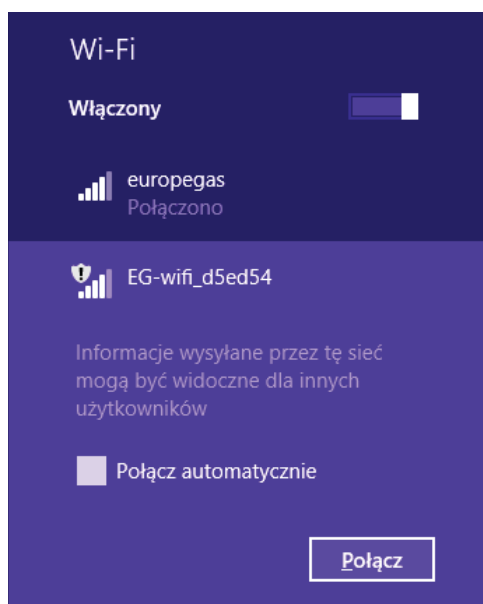 Wi-Fi
Włączony
europegas
Połączono
EG-wifi_d5ed54
Informacje wysyłane przez tę sieć
mogą być widoczne dla innych
użytkowników
Połącz automatycznie
Połącz